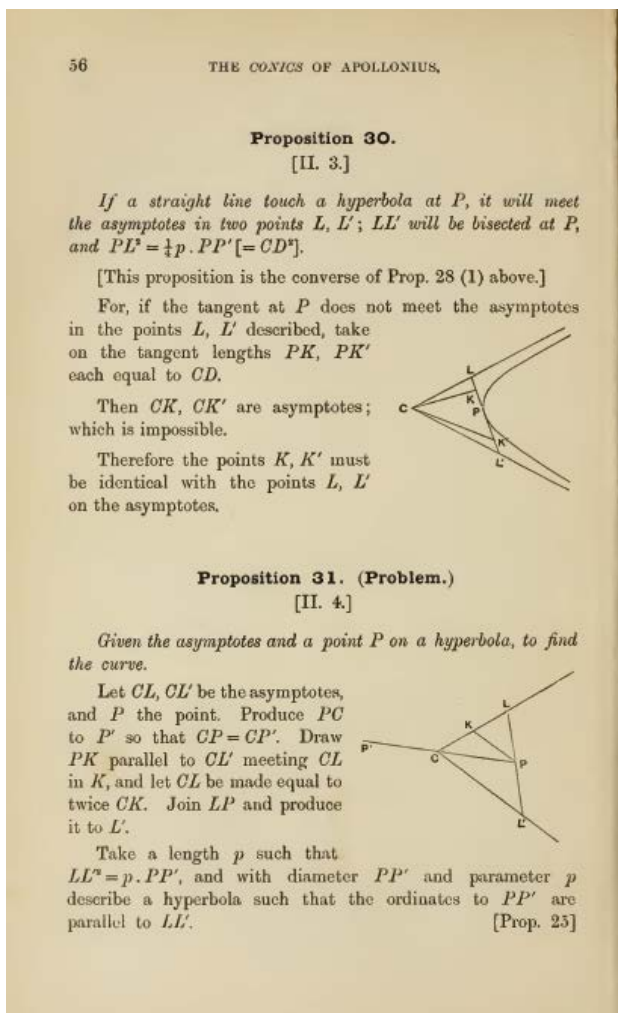 56
THE CONICS OF APOLLONIUS.
Proposition 30.
[II. 3.]
If a straight line touch a hyperbola at P, it will meet
the asymptotes in two points L, L'; LL' will be bisected at P,
and PL² = ¼p . PP' [= CD²].
[This proposition is the converse of Prop. 28 (1) above.]
For, if the tangent at P does not meet the asymptotes
in the points L, L' described, take
on the tangent lengths PK, PK'
each equal to CD.
Then CK, CK' are asymptotes;
which is impossible.
Therefore the points K, K' must
be identical with the points L, L'
on the asymptotes.
L
K
C
P
K'
L'
Proposition 31. (Problem.)
[II. 4.]
Given the asymptotes and a point P on a hyperbola, to find
the curve.
Let CL, CL' be the asymptotes,
and P the point. Produce PC
to P' so that CP = CP'. Draw
PK parallel to CL' meeting CL
in K, and let CL be made equal to
twice CK. Join LP and produce
it to L'.
L
K
P'
C
P
L'
Take a length p such that
LL'² = p . PP', and with diameter PP' and parameter p
describe a hyperbola such that the ordinates to PP' are
parallel to LL'. [Prop. 25]